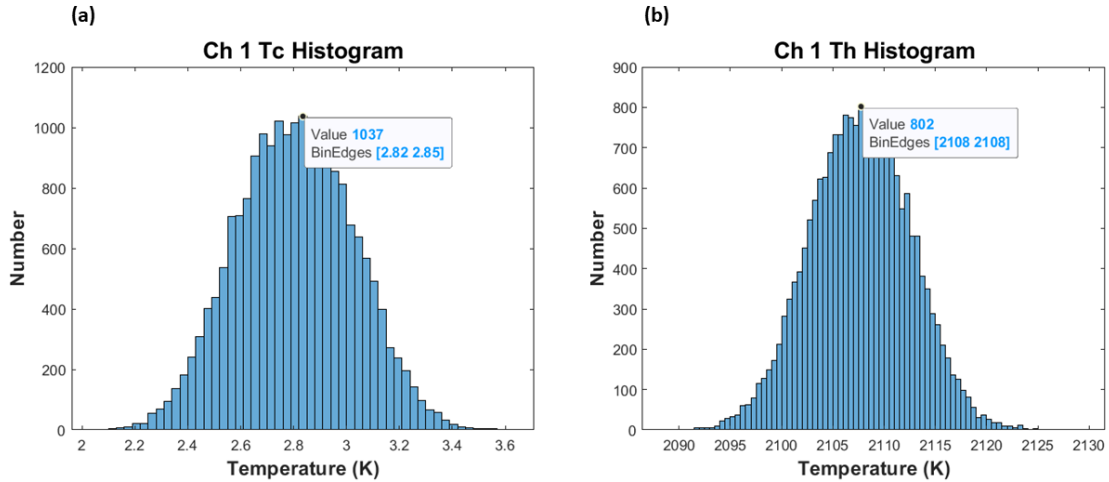 (a)
Ch 1 Tc Histogram
1200
1000
800
600
400
200
0
Number
Value 1037
BinEdges [2.82 2.85]
2 2.2 2.4 2.6 2.8 3 3.2 3.4 3.6
Temperature (K)
(b)
Ch 1 Th Histogram
900
800
700
600
500
400
300
200
100
0
Number
Value 802
BinEdges [2108 2108]
2090 2095 2100 2105 2110 2115 2120 2125 2130
Temperature (K)